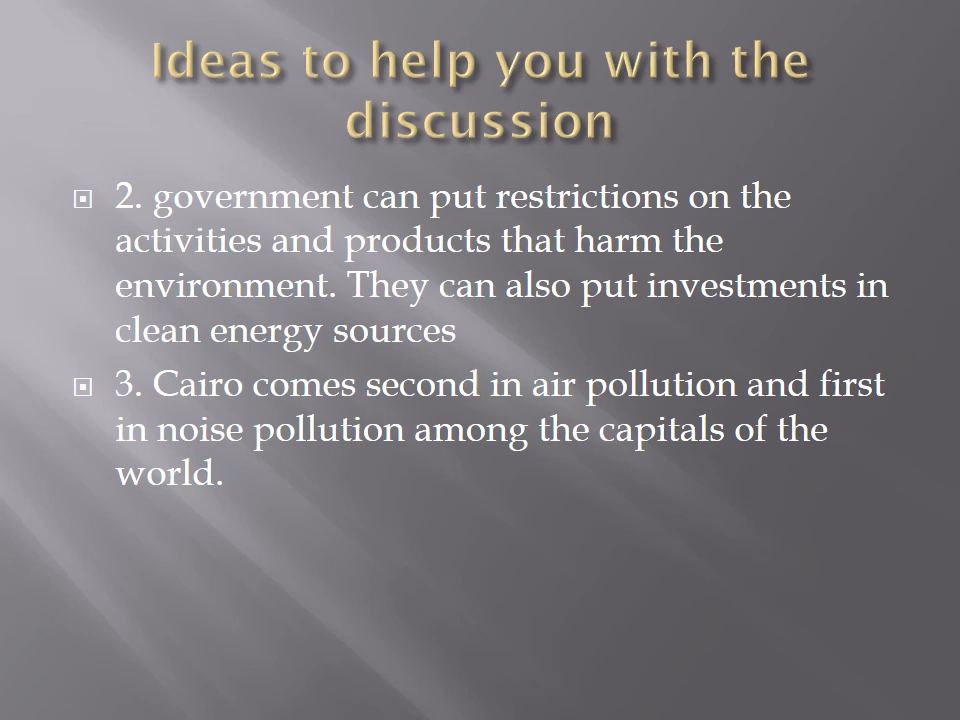 Ideas to help you with the
discussion
2. government can put restrictions on the
activities and products that harm the
environment. They can also put investments in
clean energy sources
3. Cairo comes second in air pollution and first
in noise pollution among the capitals of the
world.